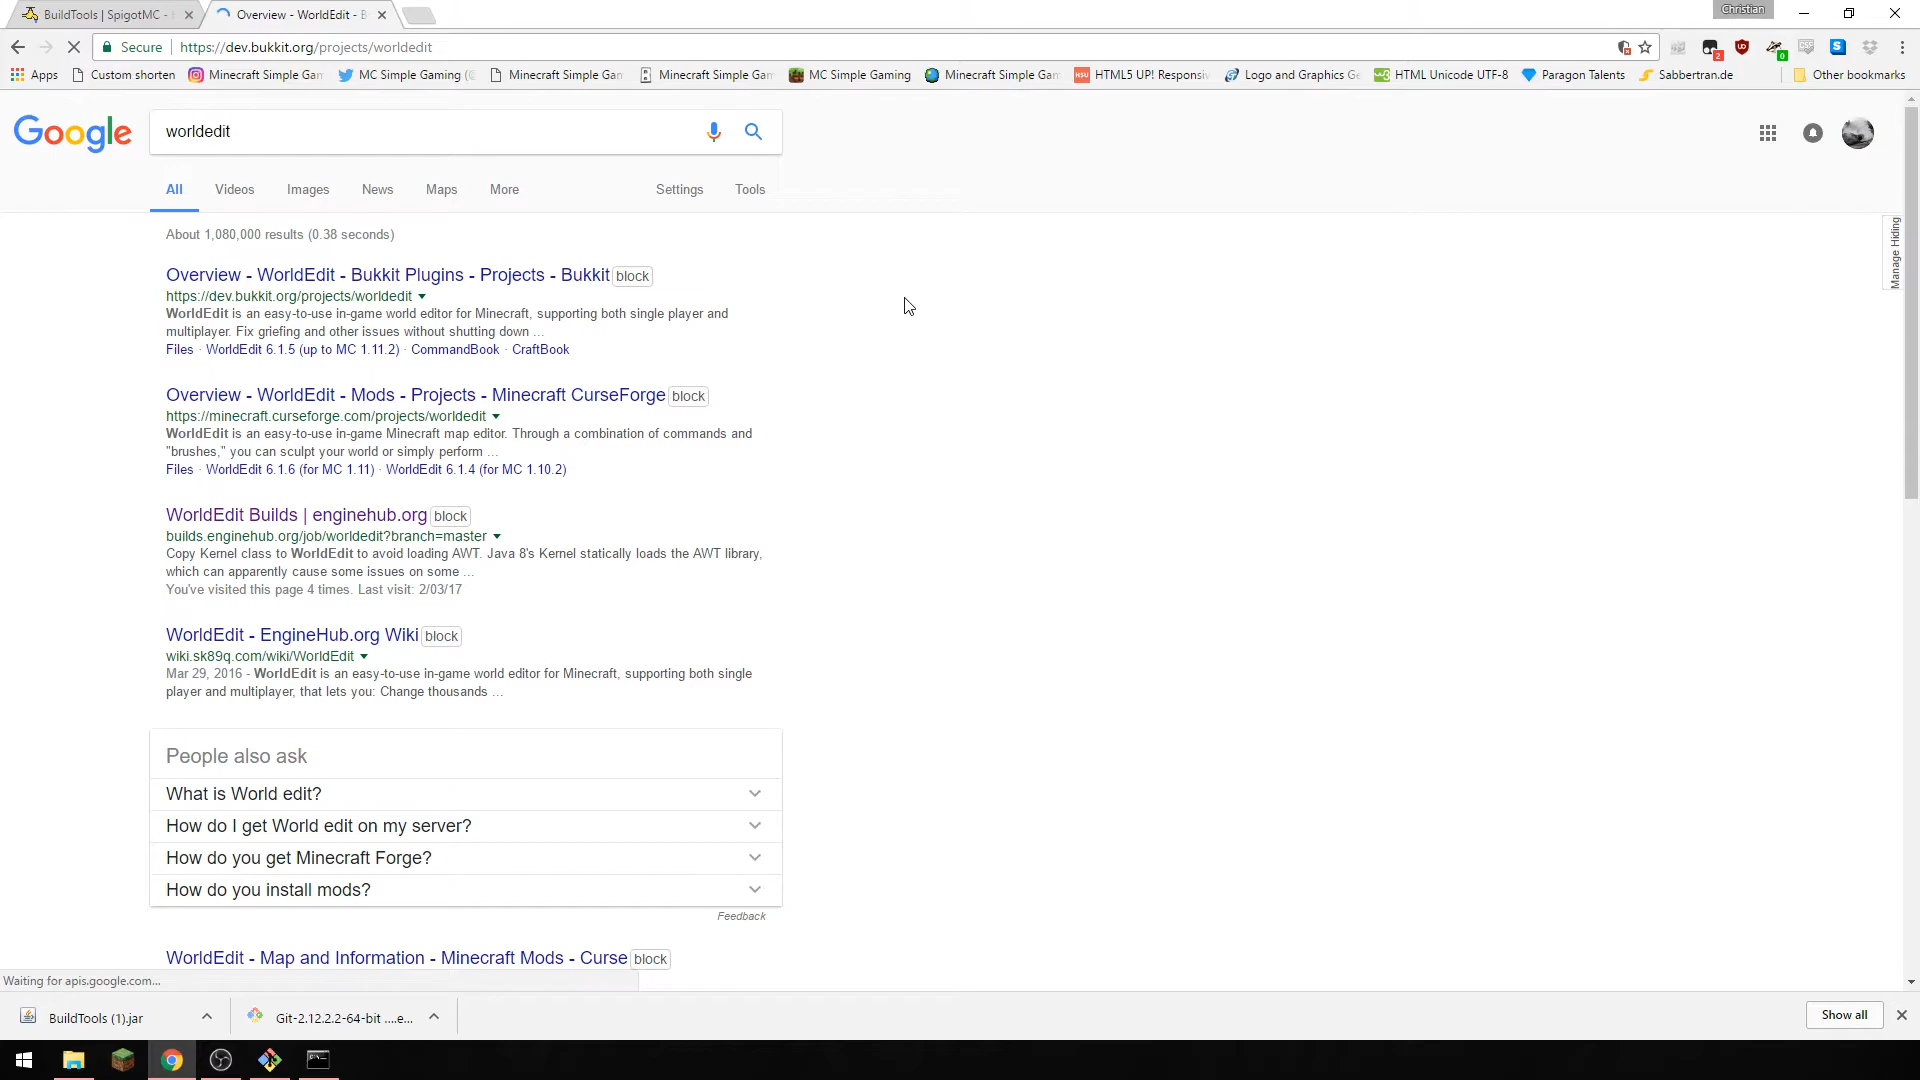 BuildTools | SpigotMC -
Overview - WorldEdit - B
Christian
Secure
https://dev.bukkit.org/projects/worldedit
Apps
Custom shorten
Minecraft Simple Gam
MC Simple Gaming (
Minecraft Simple Gam
Minecraft Simple Gam
MC Simple Gaming
Minecraft Simple Gam
HTML5 UP! Responsiv
Logo and Graphics Ge
HTML Unicode UTF-8
Paragon Talents
Sabbertran.de
Other bookmarks
Google
worldedit
All
Videos
Images
News
Maps
More
Settings
Tools
About 1,080,000 results (0.38 seconds)
Manage Hiding
Overview - WorldEdit - Bukkit Plugins - Projects - Bukkit block
https://dev.bukkit.org/projects/worldedit
WorldEdit is an easy-to-use in-game world editor for Minecraft, supporting both single player and
multiplayer. Fix griefing and other issues without shutting down ...
Files · WorldEdit 6.1.5 (up to MC 1.11.2) · CommandBook · CraftBook
Overview - WorldEdit - Mods - Projects - Minecraft CurseForge block
https://minecraft.curseforge.com/projects/worldedit
WorldEdit is an easy-to-use in-game Minecraft map editor. Through a combination of commands and
"brushes," you can sculpt your world or simply perform ...
Files · WorldEdit 6.1.6 (for MC 1.11) · WorldEdit 6.1.4 (for MC 1.10.2)
WorldEdit Builds | enginehub.org block
builds.enginehub.org/job/worldedit?branch=master
Copy Kernel class to WorldEdit to avoid loading AWT. Java 8's Kernel statically loads the AWT library,
which can apparently cause some issues on some ...
You've visited this page 4 times. Last visit: 2/03/17
WorldEdit - EngineHub.org Wiki block
wiki.sk89q.com/wiki/WorldEdit
Mar 29, 2016 - WorldEdit is an easy-to-use in-game world editor for Minecraft, supporting both single
player and multiplayer, that lets you: Change thousands ...
People also ask
What is World edit?
How do I get World edit on my server?
How do you get Minecraft Forge?
How do you install mods?
Feedback
WorldEdit - Map and Information - Minecraft Mods - Curse block
Waiting for apis.google.com...
BuildTools (1).jar
Git-2.12.2.2-64-bit ....e...
Show all